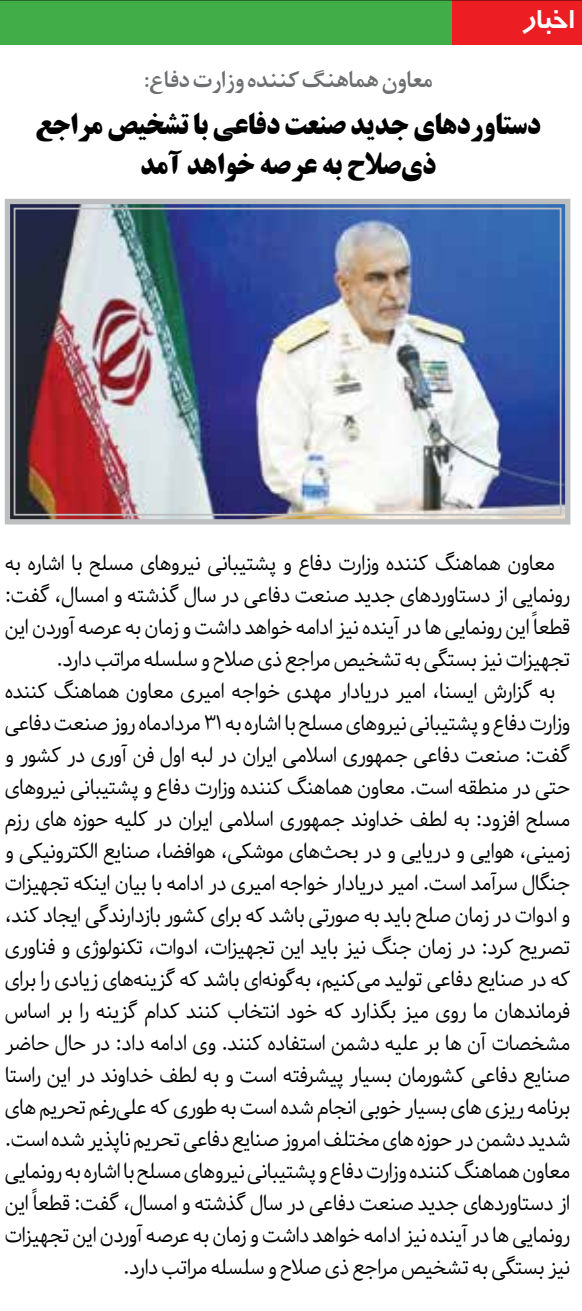 اخبار
معاون هماهنگ کننده وزارت دفاع:
دستاوردهای جدید صنعت دفاعی با تشخیص مراجع
ذی‌صلاح به عرصه خواهد آمد
معاون هماهنگ کننده وزارت دفاع و پشتیبانی نیروهای مسلح با اشاره به
رونمایی از دستاوردهای جدید صنعت دفاعی در سال گذشته و امسال، گفت:
قطعاً این رونمایی ها در آینده نیز ادامه خواهد داشت و زمان به عرصه آوردن این
تجهیزات نیز بستگی به تشخیص مراجع ذی صلاح و سلسله مراتب دارد.
به گزارش ایسنا، امیر دریادار مهدی خواجه امیری معاون هماهنگ کننده
وزارت دفاع و پشتیبانی نیروهای مسلح با اشاره به ۳۱ مردادماه روز صنعت دفاعی
گفت: صنعت دفاعی جمهوری اسلامی ایران در لبه اول فن آوری در کشور و
حتی در منطقه است. معاون هماهنگ کننده وزارت دفاع و پشتیبانی نیروهای
مسلح افزود: به لطف خداوند جمهوری اسلامی ایران در کلیه حوزه های رزم
زمینی، هوایی و دریایی و در بحث‌های موشکی، هوافضا، صنایع الکترونیکی و
جنگال سرآمد است. امیر دریادار خواجه امیری در ادامه با بیان اینکه تجهیزات
و ادوات در زمان صلح باید به صورتی باشد که برای کشور بازدارندگی ایجاد کند،
تصریح کرد: در زمان جنگ نیز باید این تجهیزات، ادوات، تکنولوژی و فناوری
که در صنایع دفاعی تولید می‌کنیم، به‌گونه‌ای باشد که گزینه‌های زیادی را برای
فرماندهان ما روی میز بگذارد که خود انتخاب کنند کدام گزینه را بر اساس
مشخصات آن ها بر علیه دشمن استفاده کنند. وی ادامه داد: در حال حاضر
صنایع دفاعی کشورمان بسیار پیشرفته است و به لطف خداوند در این راستا
برنامه ریزی های بسیار خوبی انجام شده است به طوری که علی‌رغم تحریم های
شدید دشمن در حوزه های مختلف امروز صنایع دفاعی تحریم ناپذیر شده است.
معاون هماهنگ کننده وزارت دفاع و پشتیبانی نیروهای مسلح با اشاره به رونمایی
از دستاوردهای جدید صنعت دفاعی در سال گذشته و امسال، گفت: قطعاً این
رونمایی ها در آینده نیز ادامه خواهد داشت و زمان به عرصه آوردن این تجهیزات
نیز بستگی به تشخیص مراجع ذی صلاح و سلسله مراتب دارد.